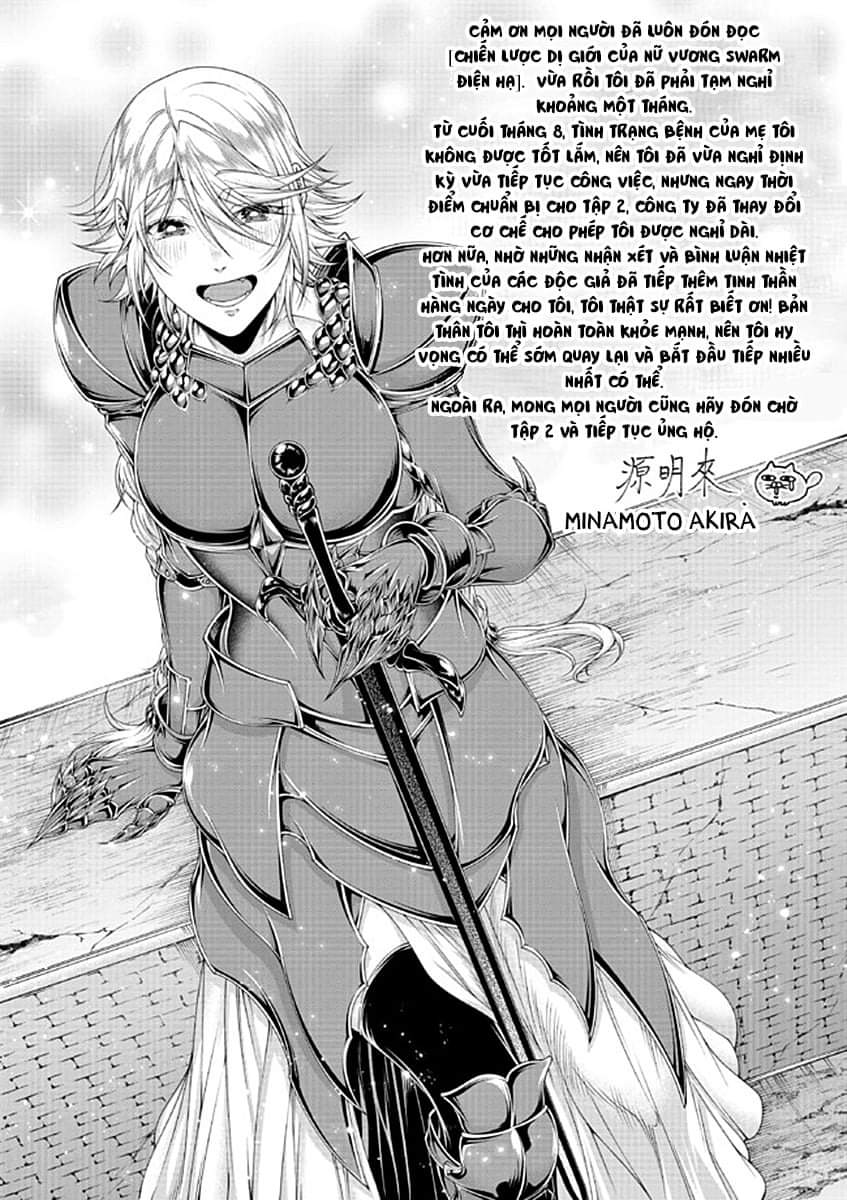 CẢM ƠN MỌI NGƯỜI ĐÃ LUÔN ĐÓN ĐỌC
[CHIẾN LƯỢC DỊ GIỚI CỦA NỮ VƯƠNG SWARM
ĐIỆN HẠ]. VỪA RỒI TÔI ĐÃ PHẢI TẠM NGHỈ
KHOẢNG MỘT THÁNG.
TỪ CUỐI THÁNG 8, TÌNH TRẠNG BỆNH CỦA MẸ TÔI
KHÔNG ĐƯỢC TỐT LẮM, NÊN TÔI ĐÃ VỪA NGHỈ ĐỊNH
KỲ VỪA TIẾP TỤC CÔNG VIỆC, NHƯNG NGAY THỜI
ĐIỂM CHUẨN BỊ CHO TẬP 2, CÔNG TY ĐÃ THAY ĐỔI
CƠ CHẾ CHO PHÉP TÔI ĐƯỢC NGHỈ DÀI.
HƠN NỮA, NHỜ NHỮNG NHẬN XÉT VÀ BÌNH LUẬN NHIỆT
TÌNH CỦA CÁC ĐỘC GIẢ ĐÃ TIẾP THÊM TINH THẦN
HÀNG NGÀY CHO TÔI, TÔI THẬT SỰ RẤT BIẾT ƠN! BẢN
THÂN TÔI THÌ HOÀN TOÀN KHỎE MẠNH, NÊN TÔI HY
VỌNG CÓ THỂ SỚM QUAY LẠI VÀ BẮT ĐẦU TIẾP NHIỀU
NHẤT CÓ THỂ.
NGOÀI RA, MONG MỌI NGƯỜI CŨNG HÃY ĐÓN CHỜ
TẬP 2 VÀ TIẾP TỤC ỦNG HỘ.
源明來
MINAMOTO AKIRA